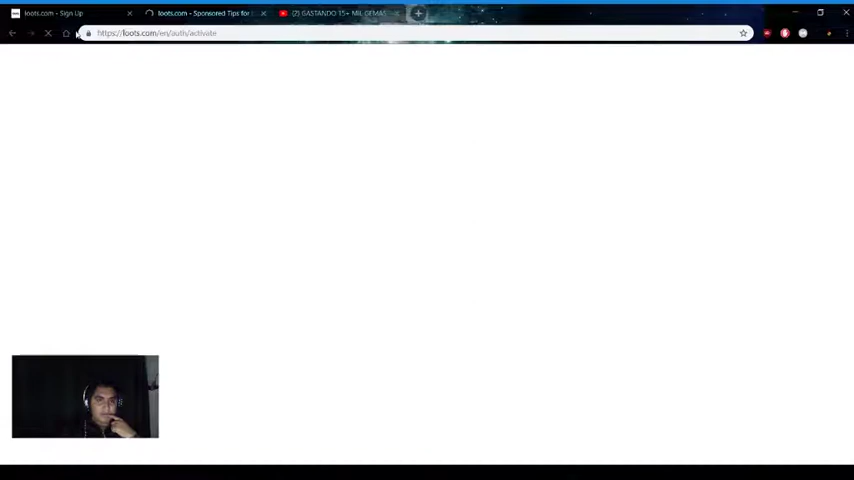 loots.com - Sign Up
loots.com - Sponsored Tips for
(2) GASTANDO 15+ MIL GEMAS
https://loots.com/en/auth/activate